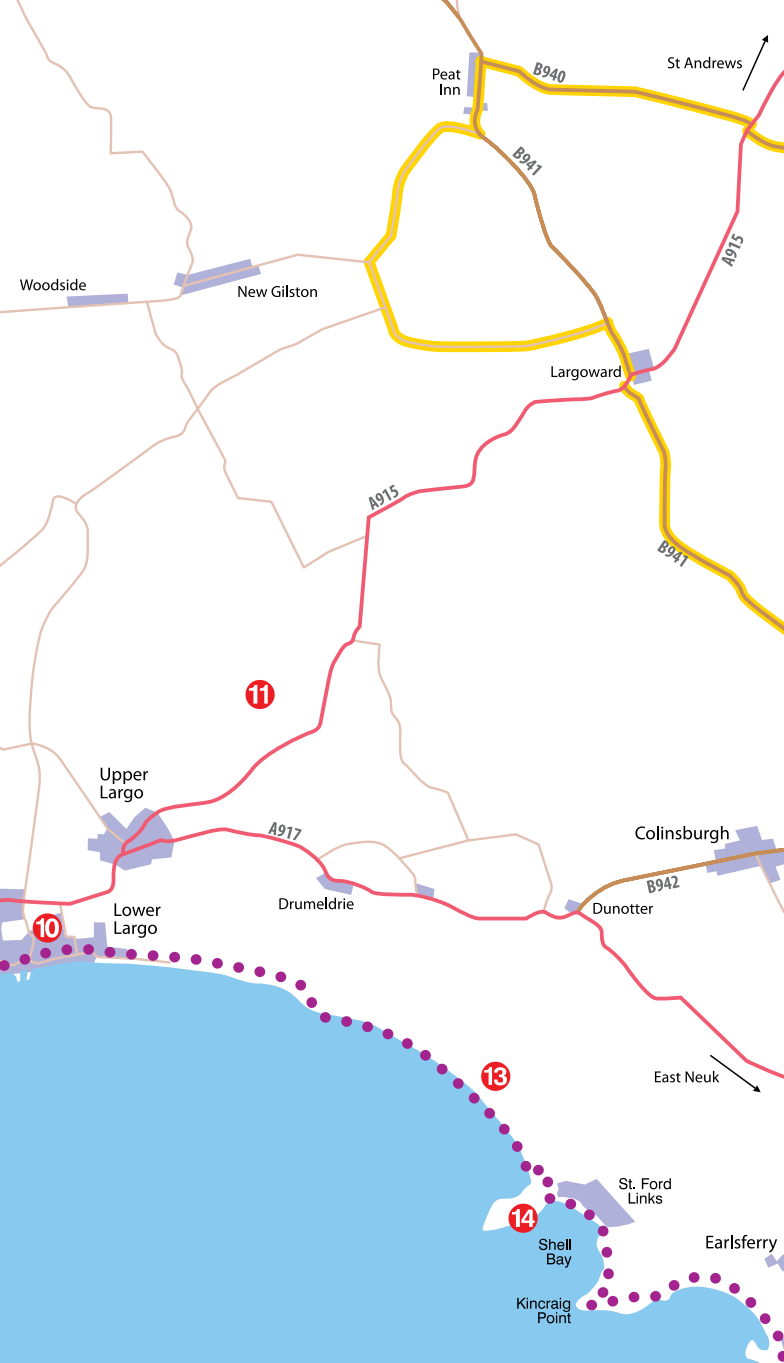 St Andrews
B940
Peat
Inn
B941
A915
Woodside
New Gilston
Largoward
A915
B941
11
Upper
Largo
A917
Colinsburgh
B942
Drumeldrie
Dunotter
Lower
Largo
10
East Neuk
13
St. Ford
Links
14
Shell
Bay
Earlsferry
Kincraig
Point